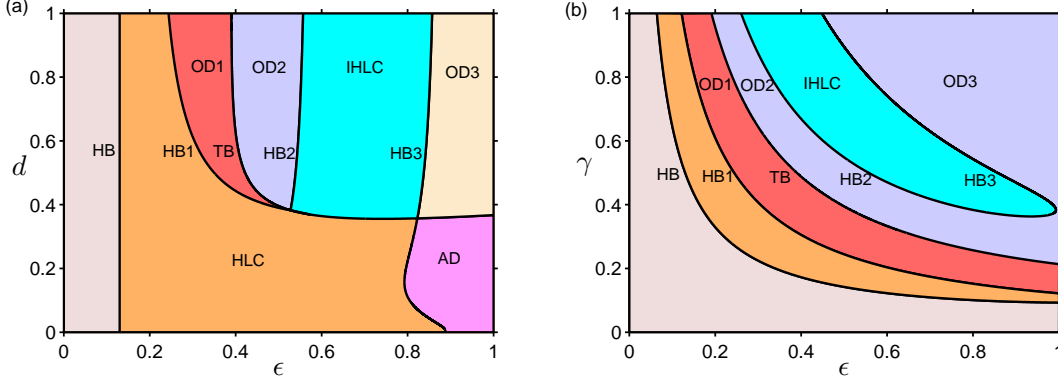 (a)
1
0.8
0.6
0.4
0.2
0
d
0 0.2 0.4 0.6 0.8 1
ϵ
HB
HB1
OD1
TB
OD2
HB2
IHLC
HB3
OD3
HLC
AD
(b)
1
0.8
0.6
0.4
0.2
0
γ
0 0.2 0.4 0.6 0.8 1
ϵ
HB
HB1
OD1
TB
OD2
HB2
IHLC
HB3
OD3